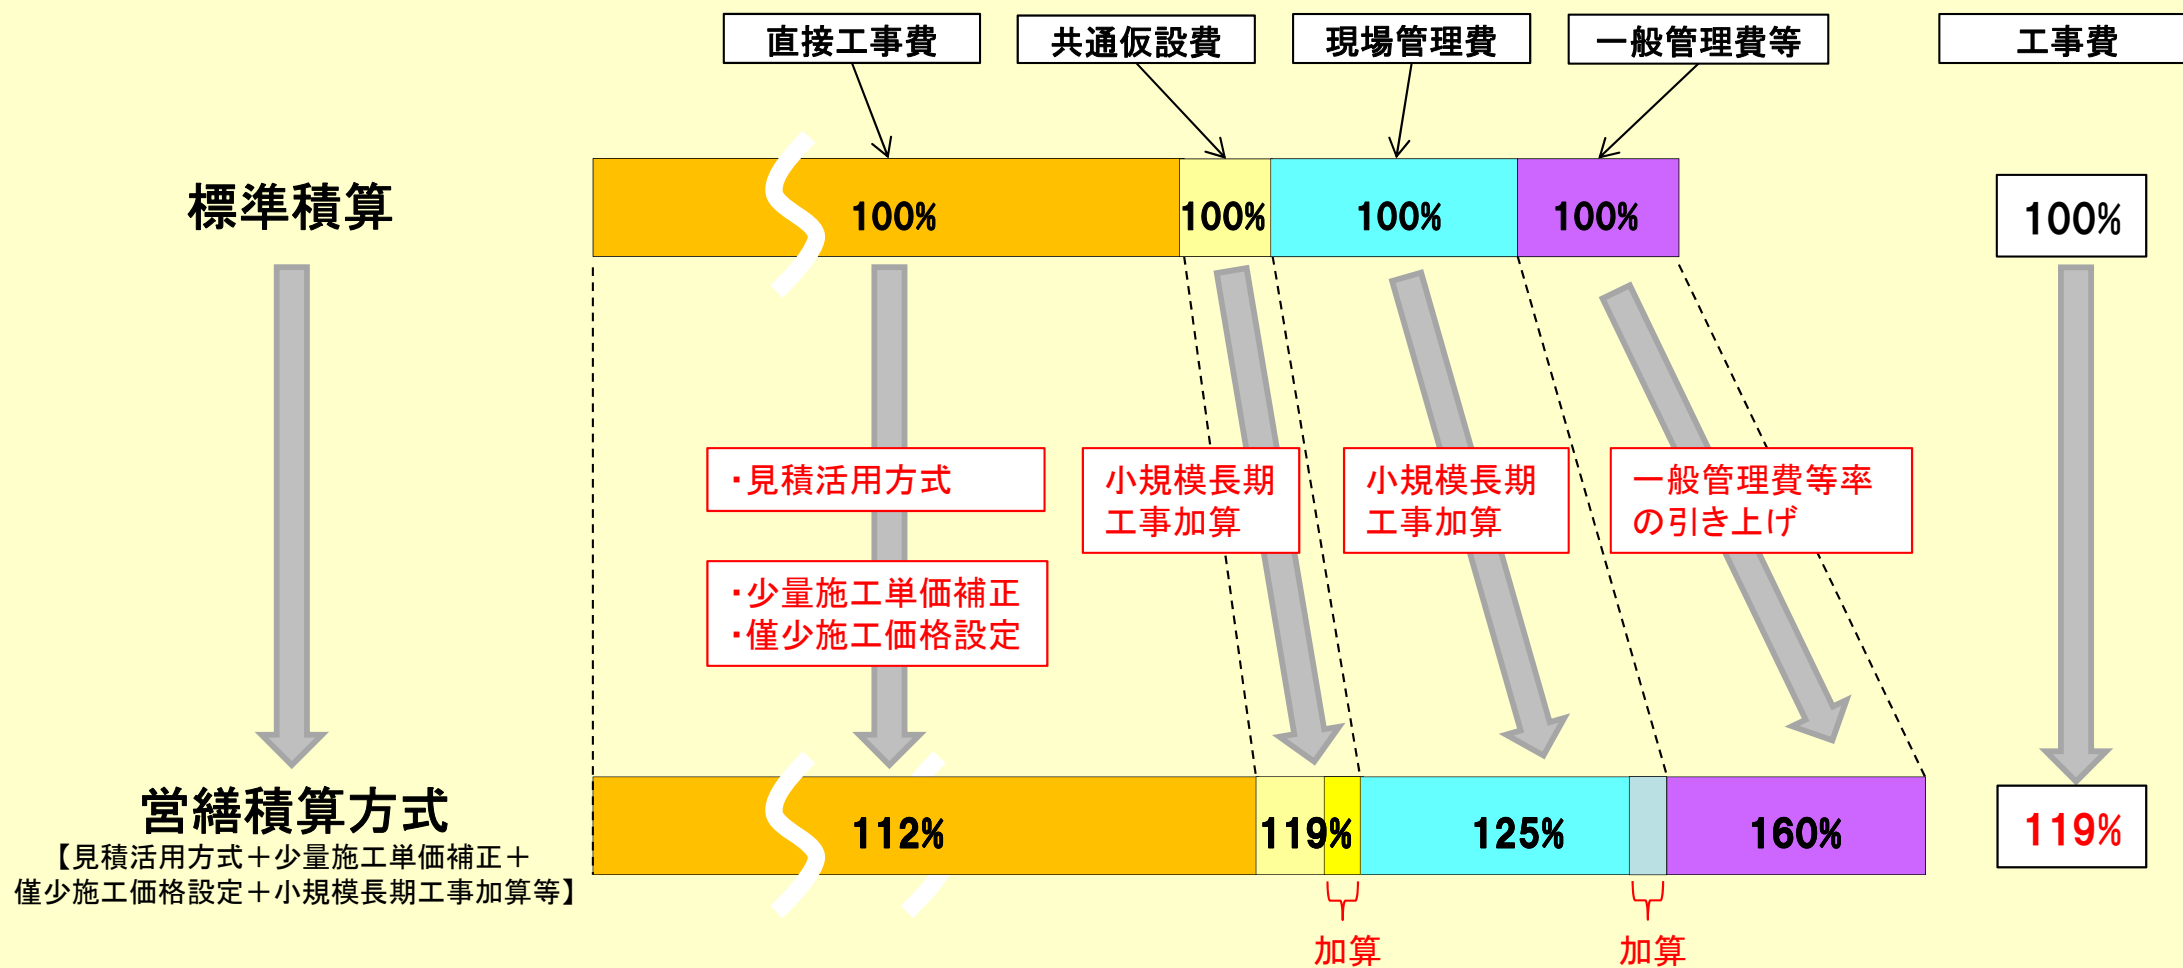 直接工事費
共通仮設費
現場管理費
一般管理費等
工事費
標準積算
100%
100%
100%
100%
100%
・見積活用方式
・少量施工単価補正
・僅少施工価格設定
小規模長期
工事加算
小規模長期
工事加算
一般管理費等率
の引き上げ
営繕積算方式
【見積活用方式＋少量施工単価補正＋
僅少施工価格設定＋小規模長期工事加算等】
112%
119%
125%
160%
119%
加算
加算